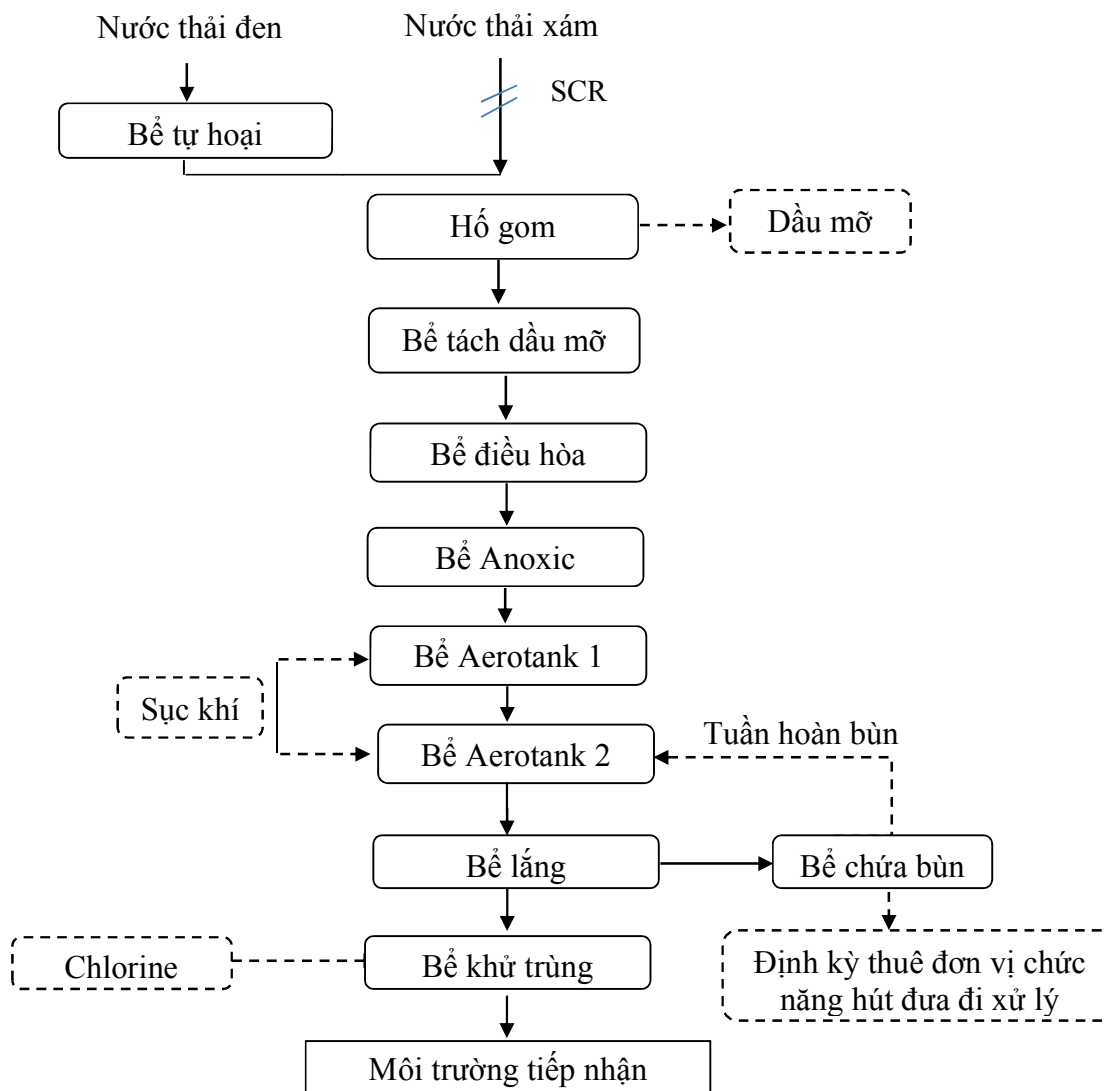 Nước thải đen
Nước thải xám
SCR
Bể tự hoại
Hố gom
Dầu mỡ
Bể tách dầu mỡ
Bể điều hòa
Bể Anoxic
Bể Aerotank 1
Sục khí
Tuần hoàn bùn
Bể Aerotank 2
Bể lắng
Bể chứa bùn
Chlorine
Bể khử trùng
Định kỳ thuê đơn vị chức
năng hút đưa đi xử lý
Môi trường tiếp nhận